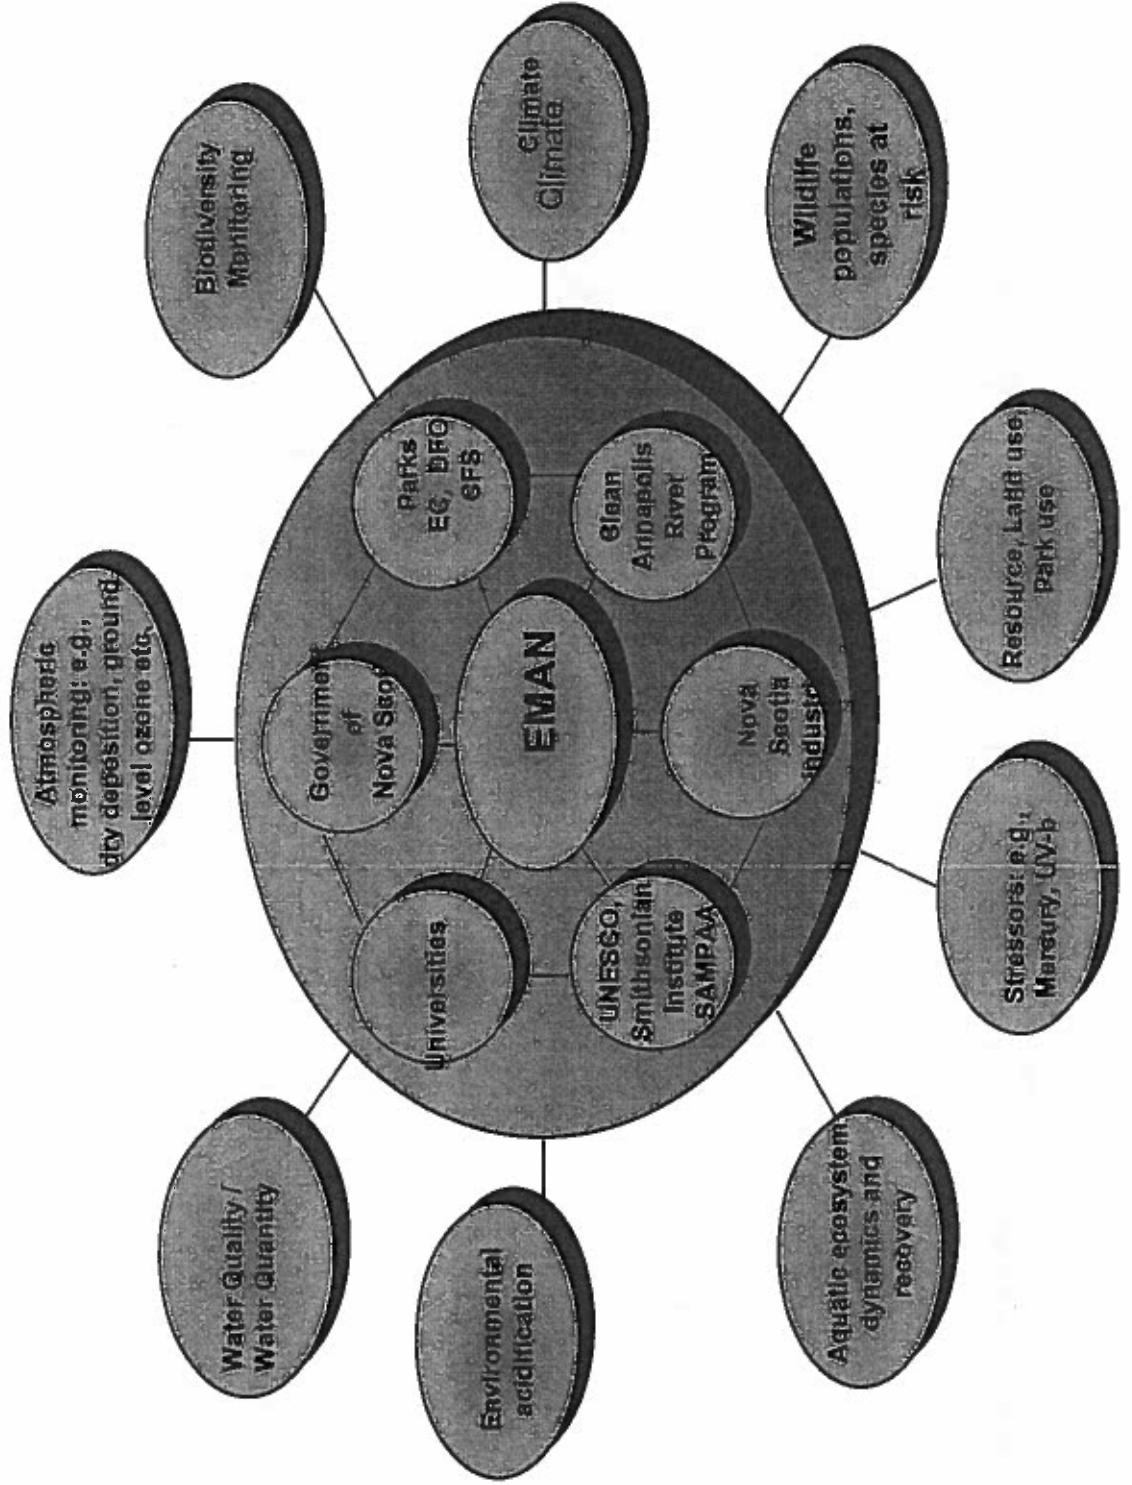 Atmospheric
monitoring: e.g.,
dry deposition, ground
level ozone etc.
Water Quality /
Water Quantity
Biodiversity
Monitoring
Government
of
Nova Scot
Universities
Parks
EC, DFO
CFS
Environmental
acidification
EMAN
Climate
Climate
UNESCO,
Smithsonian
Institute
SAMPAA
Clean
Annapolis
River
Program
Nova
Scotia
Industr
Aquatic ecosystem
dynamics and
recovery
Wildlife
populations,
species at
risk
Stressors: e.g.,
Mercury, UV-b
Resource, Land use,
Park use